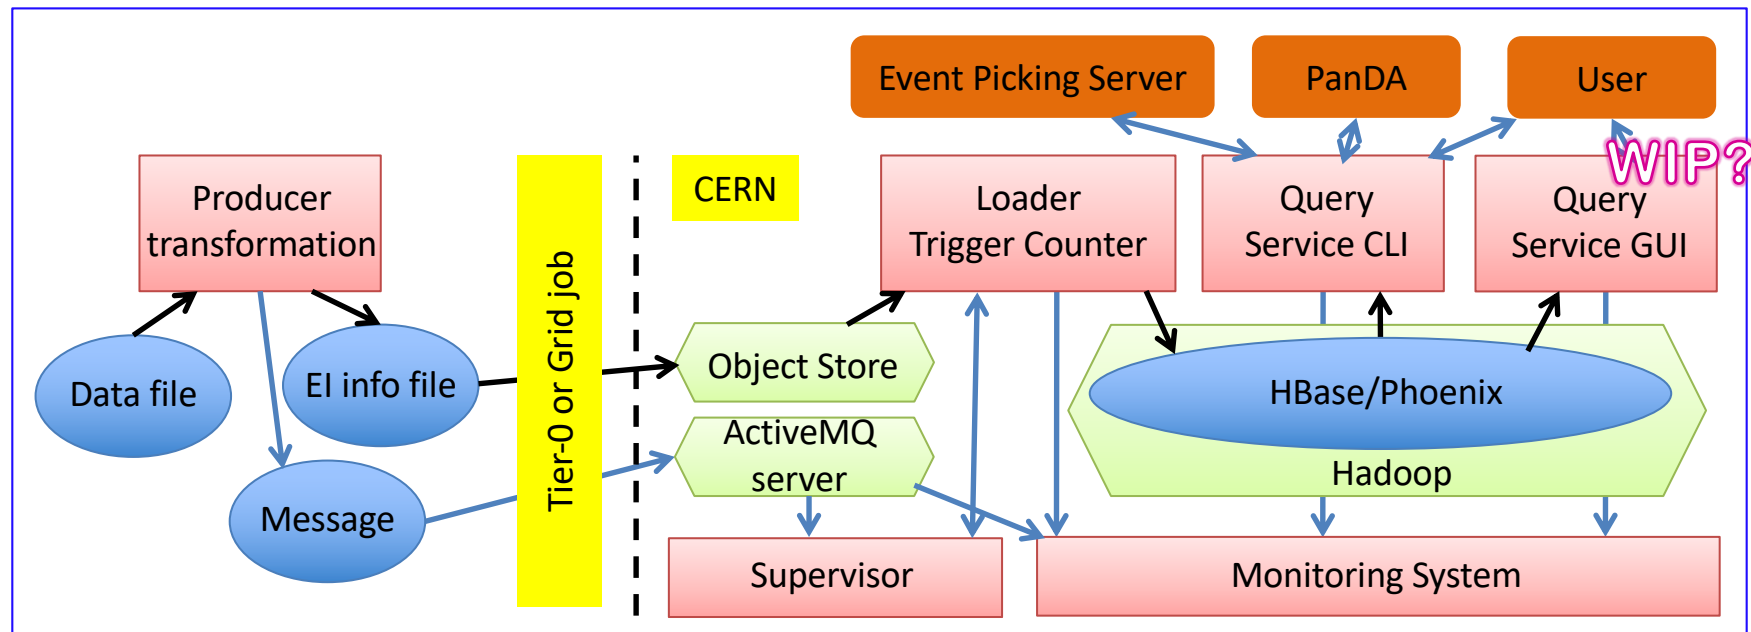 Event Picking Server
PanDA
User
WIP?
Producer
transformation
CERN
Loader
Trigger Counter
Query
Service CLI
Query
Service GUI
Tier-0 or Grid job
Data file
EI info file
Object Store
HBase/Phoenix
ActiveMQ
server
Hadoop
Message
Supervisor
Monitoring System